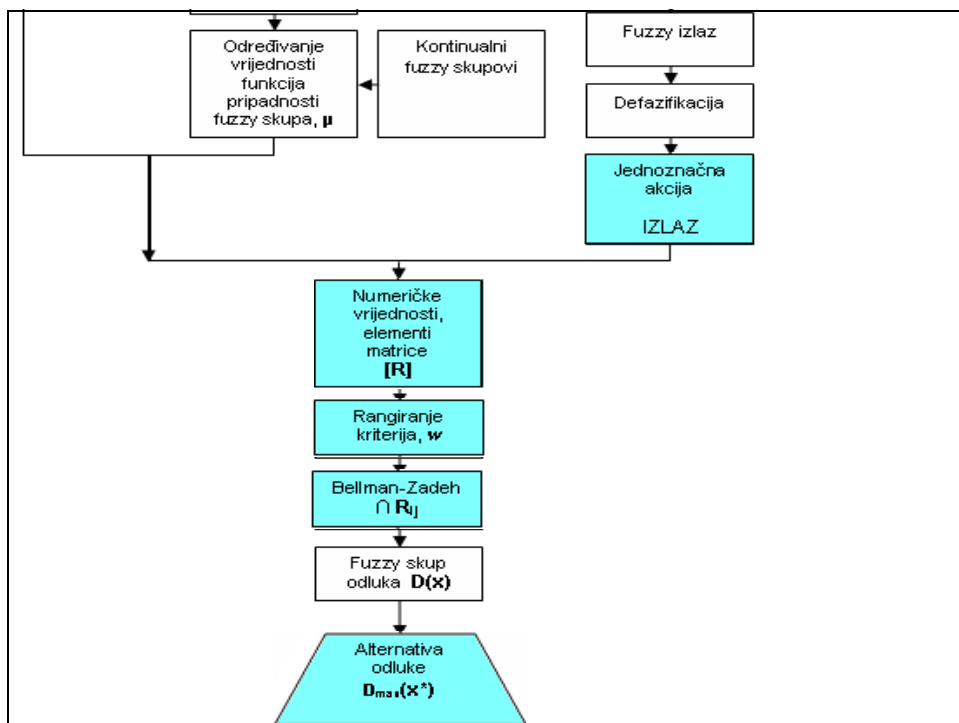 Određivanje
vrijednosti
funkcija
pripadnosti
fuzzy skupa, μ
Kontinualni
fuzzy skupovi
Fuzzy izlaz
Defazifikacija
Jednoznačna
akcija
IZLAZ
Numeričke
vrijednosti,
elementi
matrice
[R]
Rangiranje
kriterija, w
Bellman-Zadeh
∩ Rij
Fuzzy skup
odluka D(x)
Alternativa
odluke
Dmax(x*)